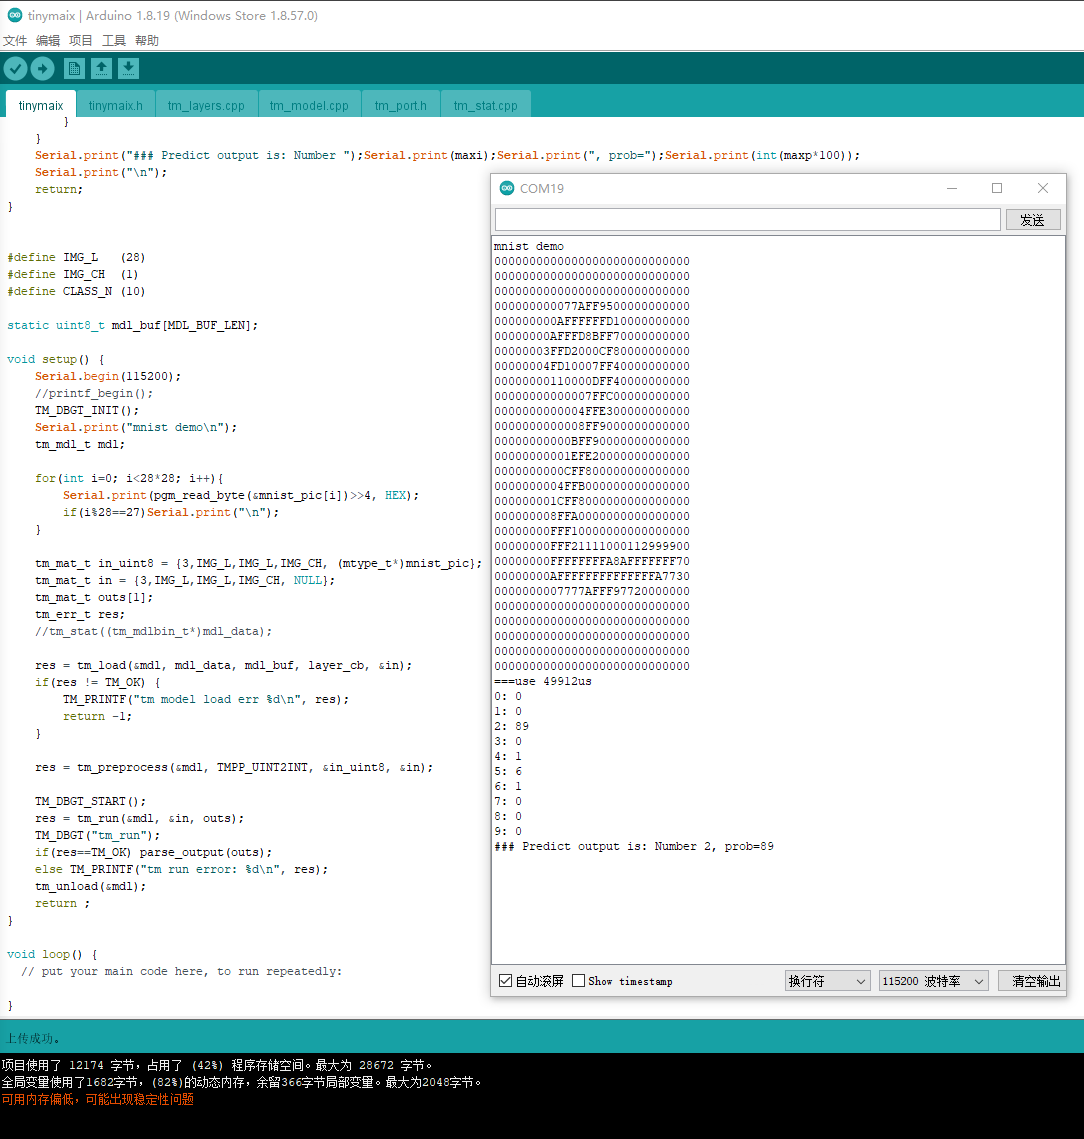 tinymaix | Arduino 1.8.19 (Windows Store 1.8.57.0)
文件 编辑 项目 工具 帮助
tinymaix tinymaix.h tm_layers.cpp tm_model.cpp tm_port.h tm_stat.cpp
        }
    }
    Serial.print("### Predict output is: Number ");Serial.print(maxi);Serial.print(", prob=");Serial.print(int(maxp*100));
    Serial.print("\n");
    return;
}
#define IMG_L   (28)
#define IMG_CH  (1)
#define CLASS_N (10)
static uint8_t mdl_buf[MDL_BUF_LEN];
void setup() {
    Serial.begin(115200);
    //printf_begin();
    TM_DBGT_INIT();
    Serial.print("mnist demo\n");
    tm_mdl_t mdl;
    for(int i=0; i<28*28; i++){
        Serial.print(pgm_read_byte(&mnist_pic[i])>>4, HEX);
        if(i%28==27)Serial.print("\n");
    }
    tm_mat_t in_uint8 = {3,IMG_L,IMG_L,IMG_CH, (mtype_t*)mnist_pic};
    tm_mat_t in = {3,IMG_L,IMG_L,IMG_CH, NULL};
    tm_mat_t outs[1];
    tm_err_t res;
    //tm_stat((tm_mdlbin_t*)mdl_data);
    res = tm_load(&mdl, mdl_data, mdl_buf, layer_cb, &in);
    if(res != TM_OK) {
        TM_PRINTF("tm model load err %d\n", res);
        return -1;
    }
    res = tm_preprocess(&mdl, TMPP_UINT2INT, &in_uint8, &in);
    TM_DBGT_START();
    res = tm_run(&mdl, &in, outs);
    TM_DBGT("tm_run");
    if(res==TM_OK) parse_output(outs);
    else TM_PRINTF("tm run error: %d\n", res);
    tm_unload(&mdl);
    return ;
}
void loop() {
  // put your main code here, to run repeatedly:
}
COM19
发送
mnist demo
0000000000000000000000000000
0000000000000000000000000000
0000000000000000000000000000
000000000077AFF9500000000000
000000000AFFFFFFD10000000000
00000000AFFFD8BFF70000000000
00000003FFD2000CF80000000000
00000004FD10007FF40000000000
00000000110000DFF40000000000
0000000000007FFC000000000000
0000000000004FFE300000000000
000000000008FF90000000000000
00000000000BFF90000000000000
00000000001EFE20000000000000
0000000000CFF800000000000000
000000004FFB0000000000000000
000000001CFF8000000000000000
000000008FFA0000000000000000
00000000FFF10000000000000000
00000000FFF21111000112999900
00000000FFFFFFFFA8AFFFFFFF70
00000000AFFFFFFFFFFFFFFA7730
0000000007777AFFF97720000000
0000000000000000000000000000
0000000000000000000000000000
0000000000000000000000000000
0000000000000000000000000000
0000000000000000000000000000
===use 49912us
0: 0
1: 0
2: 89
3: 0
4: 1
5: 6
6: 1
7: 0
8: 0
9: 0
### Predict output is: Number 2, prob=89
自动滚屏 Show timestamp 换行符 115200 波特率 清空输出
上传成功。
项目使用了 12174 字节，占用了 (42%) 程序存储空间。最大为 28672 字节。
全局变量使用了1682字节，(82%)的动态内存，余留366字节局部变量。最大为2048字节。
可用内存偏低，可能出现稳定性问题